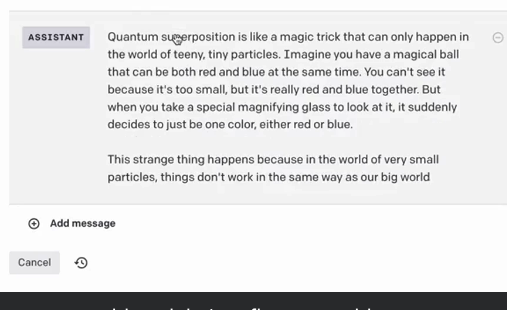 ASSISTANT
Quantum superposition is like a magic trick that can only happen in
the world of teeny, tiny particles. Imagine you have a magical ball
that can be both red and blue at the same time. You can't see it
because it's too small, but it's really red and blue together. But
when you take a special magnifying glass to look at it, it suddenly
decides to just be one color, either red or blue.
This strange thing happens because in the world of very small
particles, things don't work in the same way as our big world
Add message
Cancel